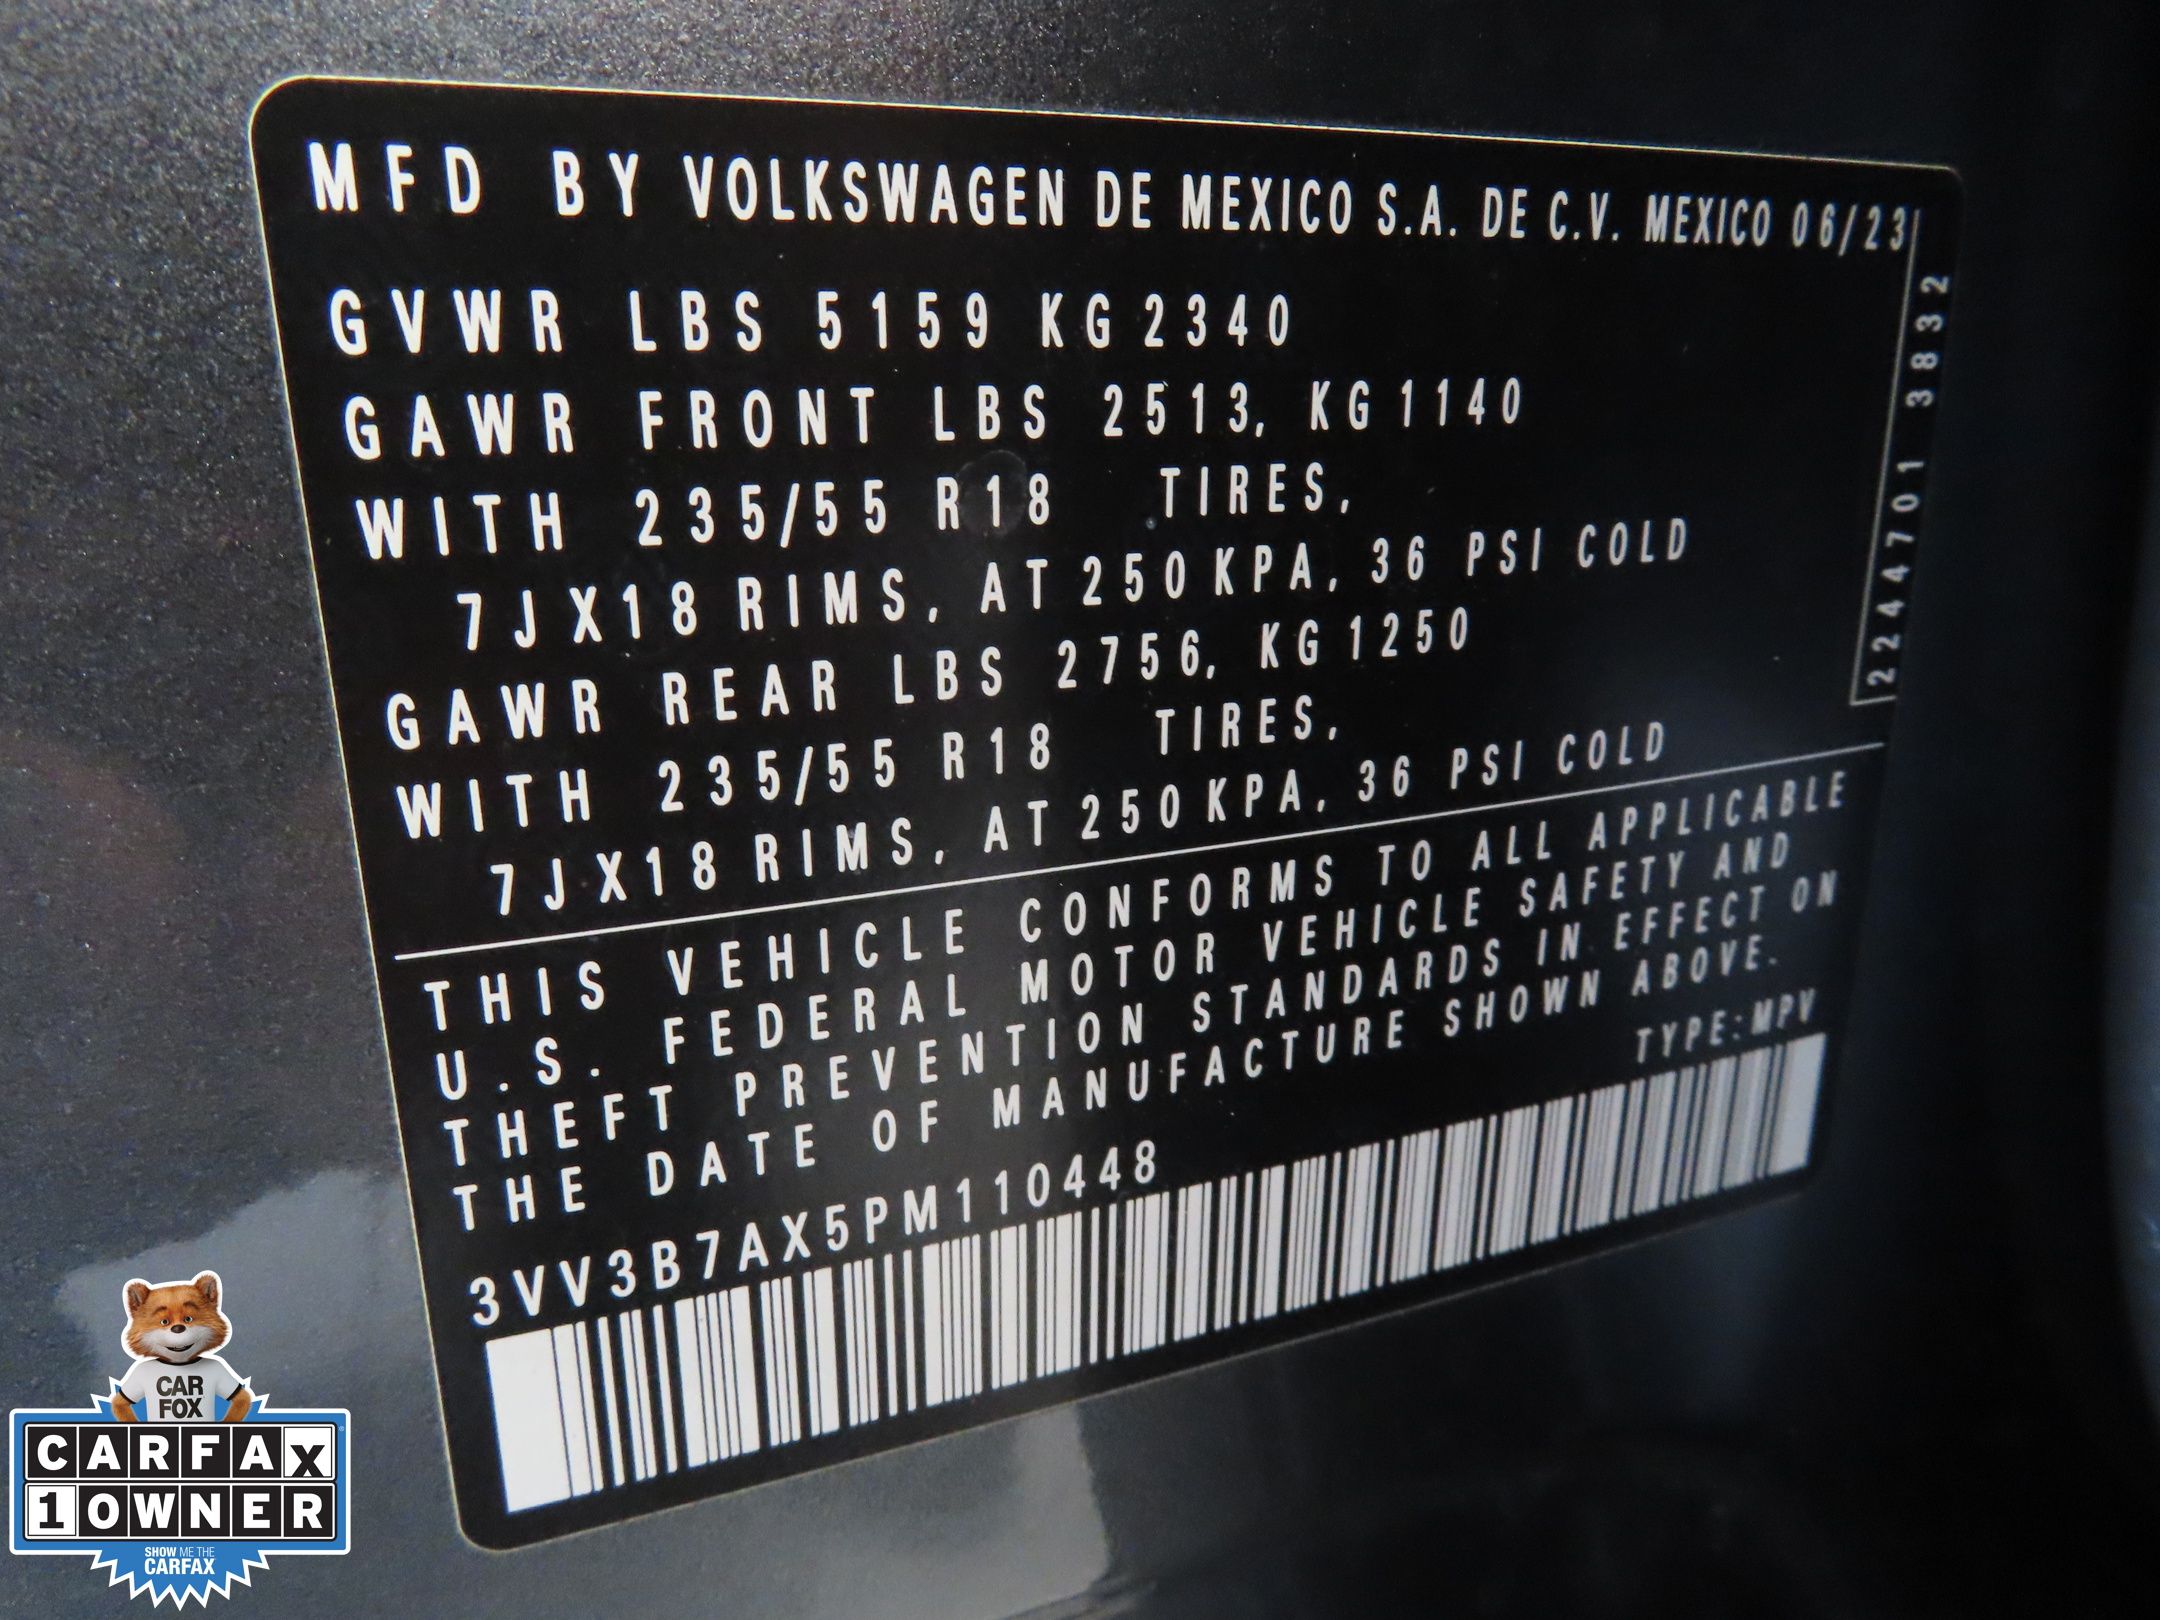 MFD BY VOLKSWAGEN DE MEXICO S.A. DE C.V. MEXICO 06/23
GVWR LBS 5159 KG 2340
GAWR FRONT LBS 2513, KG 1140
WITH 235/55 R18 TIRES,
7JX18 RIMS, AT 250 KPA, 36 PSI COLD
GAWR REAR LBS 2756, KG 1250
WITH 235/55 R18 TIRES,
7JX18 RIMS, AT 250 KPA, 36 PSI COLD
2244701 3832
THIS VEHICLE CONFORMS TO ALL APPLICABLE
U.S. FEDERAL MOTOR VEHICLE SAFETY AND
THEFT PREVENTION STANDARDS IN EFFECT ON
THE DATE OF MANUFACTURE SHOWN ABOVE.
TYPE:MPV
3VV3B7AX5PM110448
CAR
FOX
CARFAX
1 OWNER
SHOW ME THE
CARFAX